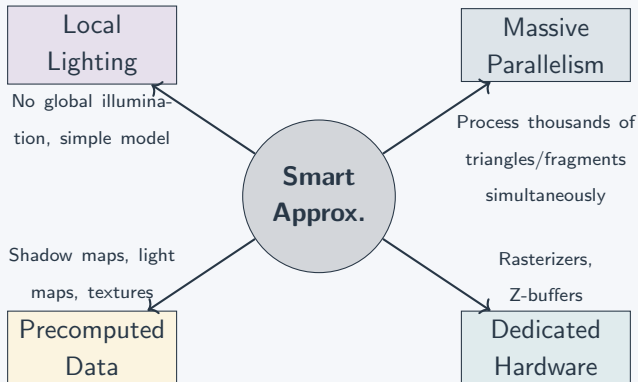 Local
Lighting
No global illumina-
tion, simple model
Massive
Parallelism
Process thousands of
triangles/fragments
simultaneously
Smart
Approx.
Shadow maps, light
maps, textures
Precomputed
Data
Rasterizers,
Z-buffers
Dedicated
Hardware